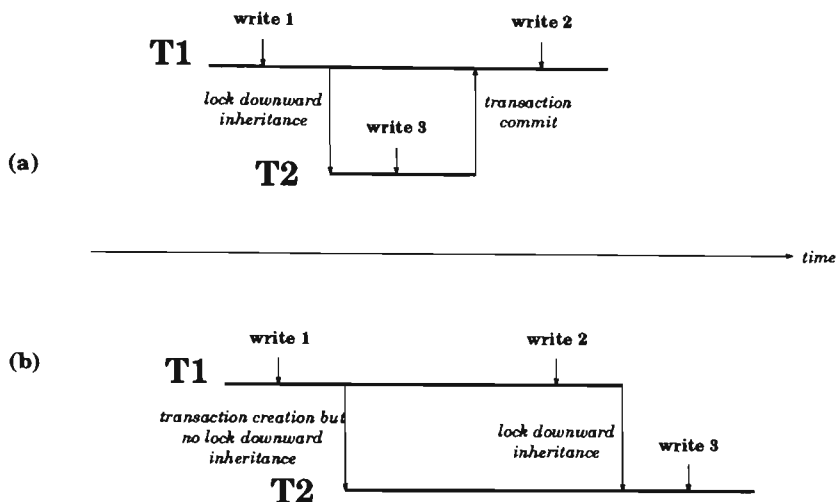 write 1
write 2
T1
lock downward
inheritance
transaction
commit
write 3
(a)
T2
time
write 1
write 2
(b)
T1
transaction creation but
no lock downward
inheritance
lock downward
inheritance
write 3
T2